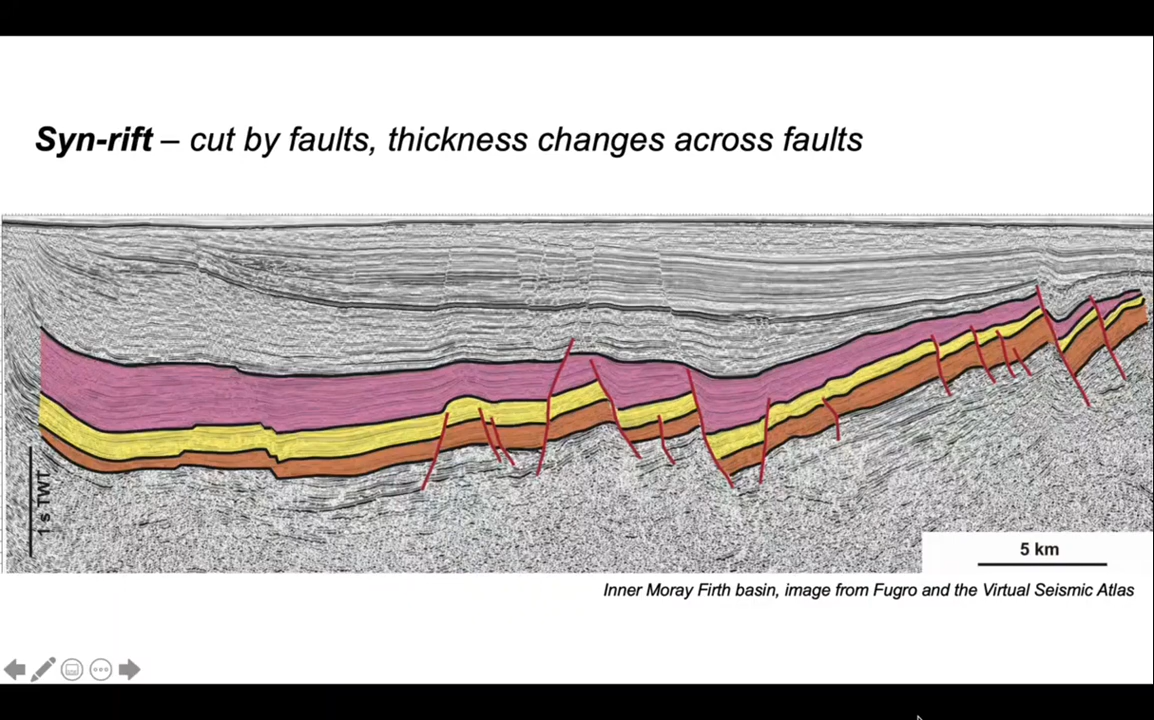 Syn-rift – cut by faults, thickness changes across faults
1 s TWT
5 km
Inner Moray Firth basin, image from Fugro and the Virtual Seismic Atlas